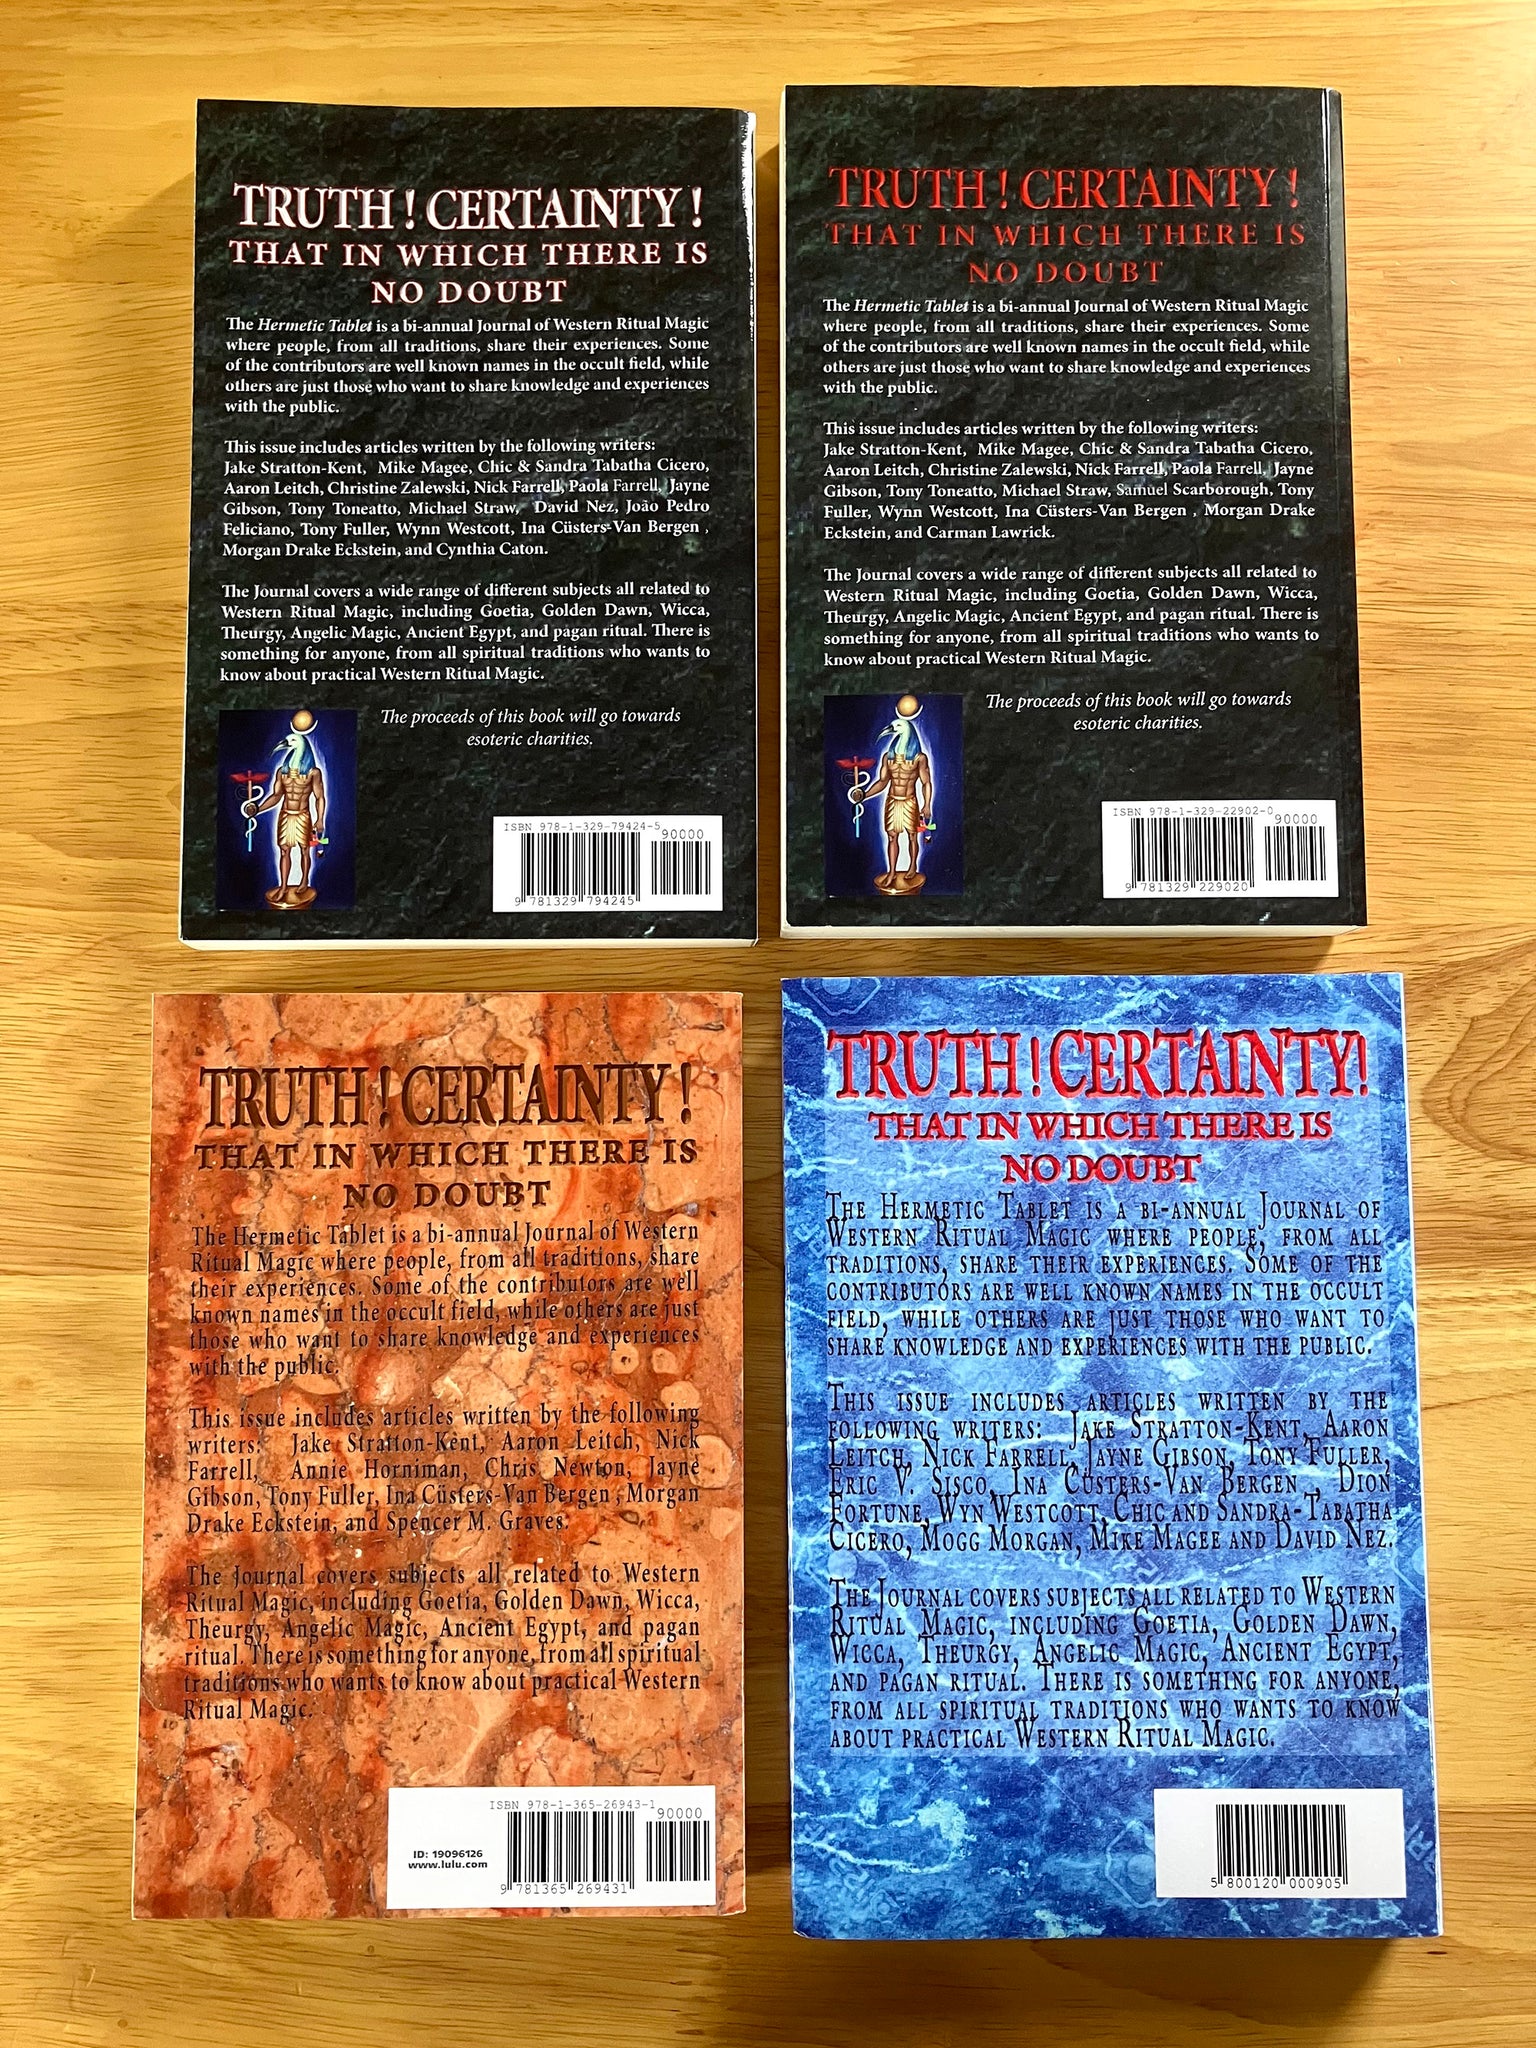 TRUTH! CERTAINTY!
THAT IN WHICH THERE IS
NO DOUBT
The Hermetic Tablet is a bi-annual Journal of Western Ritual Magic
where people, from all traditions, share their experiences. Some
of the contributors are well known names in the occult field, while
others are just those who want to share knowledge and experiences
with the public.
This issue includes articles written by the following writers:
Jake Stratton-Kent, Mike Magee, Chic & Sandra Tabatha Cicero,
Aaron Leitch, Christine Zalewski, Nick Farrell, Paola Farrell, Jayne
Gibson, Tony Toneatto, Michael Straw, David Nez, João Pedro
Feliciano, Tony Fuller, Wynn Westcott, Ina Cüsters-Van Bergen ,
Morgan Drake Eckstein, and Cynthia Caton.
The Journal covers a wide range of different subjects all related to
Western Ritual Magic, including Goetia, Golden Dawn, Wicca,
Theurgy, Angelic Magic, Ancient Egypt, and pagan ritual. There is
something for anyone, from all spiritual traditions who wants to
know about practical Western Ritual Magic.
The proceeds of this book will go towards
esoteric charities.
ISBN 978-1-329-79424-5
90000
9 781329 794245
TRUTH! CERTAINTY!
THAT IN WHICH THERE IS
NO DOUBT
The Hermetic Tablet is a bi-annual Journal of Western Ritual Magic
where people, from all traditions, share their experiences. Some
of the contributors are well known names in the occult field, while
others are just those who want to share knowledge and experiences
with the public.
This issue includes articles written by the following writers:
Jake Stratton-Kent, Mike Magee, Chic & Sandra Tabatha Cicero,
Aaron Leitch, Christine Zalewski, Nick Farrell, Paola Farrell, Jayne
Gibson, Tony Toneatto, Michael Straw, Samuel Scarborough, Tony
Fuller, Wynn Westcott, Ina Cüsters-Van Bergen , Morgan Drake
Eckstein, and Carman Lawrick.
The Journal covers a wide range of different subjects all related to
Western Ritual Magic, including Goetia, Golden Dawn, Wicca,
Theurgy, Angelic Magic, Ancient Egypt, and pagan ritual. There is
something for anyone, from all spiritual traditions who wants to
know about practical Western Ritual Magic.
The proceeds of this book will go towards
esoteric charities.
ISBN 978-1-329-22902-0
90000
9 781329 229020
TRUTH! CERTAINTY!
THAT IN WHICH THERE IS
NO DOUBT
The Hermetic Tablet is a bi-annual Journal of Western
Ritual Magic where people, from all traditions, share
their experiences. Some of the contributors are well
known names in the occult field, while others are just
those who want to share knowledge and experiences
with the public.
This issue includes articles written by the following
writers: Jake Stratton-Kent, Aaron Leitch, Nick
Farrell, Annie Horniman, Chris Newton, Jayne
Gibson, Tony Fuller, Ina Cüsters-Van Bergen , Morgan
Drake Eckstein, and Spencer M. Graves.
The Journal covers subjects all related to Western
Ritual Magic, including Goetia, Golden Dawn, Wicca,
Theurgy, Angelic Magic, Ancient Egypt, and pagan
ritual. There is something for anyone, from all spiritual
traditions who wants to know about practical Western
Ritual Magic.
ISBN 978-1-365-26943-1
90000
ID: 19096126
www.lulu.com
9 781365 269431
TRUTH! CERTAINTY!
THAT IN WHICH THERE IS
NO DOUBT
THE HERMETIC TABLET IS A BI-ANNUAL JOURNAL OF
WESTERN RITUAL MAGIC WHERE PEOPLE, FROM ALL
TRADITIONS, SHARE THEIR EXPERIENCES. SOME OF THE
CONTRIBUTORS ARE WELL KNOWN NAMES IN THE OCCULT
FIELD, WHILE OTHERS ARE JUST THOSE WHO WANT TO
SHARE KNOWLEDGE AND EXPERIENCES WITH THE PUBLIC.
THIS ISSUE INCLUDES ARTICLES WRITTEN BY THE
FOLLOWING WRITERS: JAKE STRATTON-KENT, AARON
LEITCH, NICK FARRELL, JAYNE GIBSON, TONY FULLER,
ERIC V. SISCO, INA CÜSTERS-VAN BERGEN , DION
FORTUNE, WYN WESTCOTT, CHIC AND SANDRA-TABATHA
CICERO, MOGG MORGAN, MIKE MAGEE AND DAVID NEZ.
THE JOURNAL COVERS SUBJECTS ALL RELATED TO WESTERN
RITUAL MAGIC, INCLUDING GOETIA, GOLDEN DAWN,
WICCA, THEURGY, ANGELIC MAGIC, ANCIENT EGYPT,
AND PAGAN RITUAL. THERE IS SOMETHING FOR ANYONE,
FROM ALL SPIRITUAL TRADITIONS WHO WANTS TO KNOW
ABOUT PRACTICAL WESTERN RITUAL MAGIC.
5 800120 000905